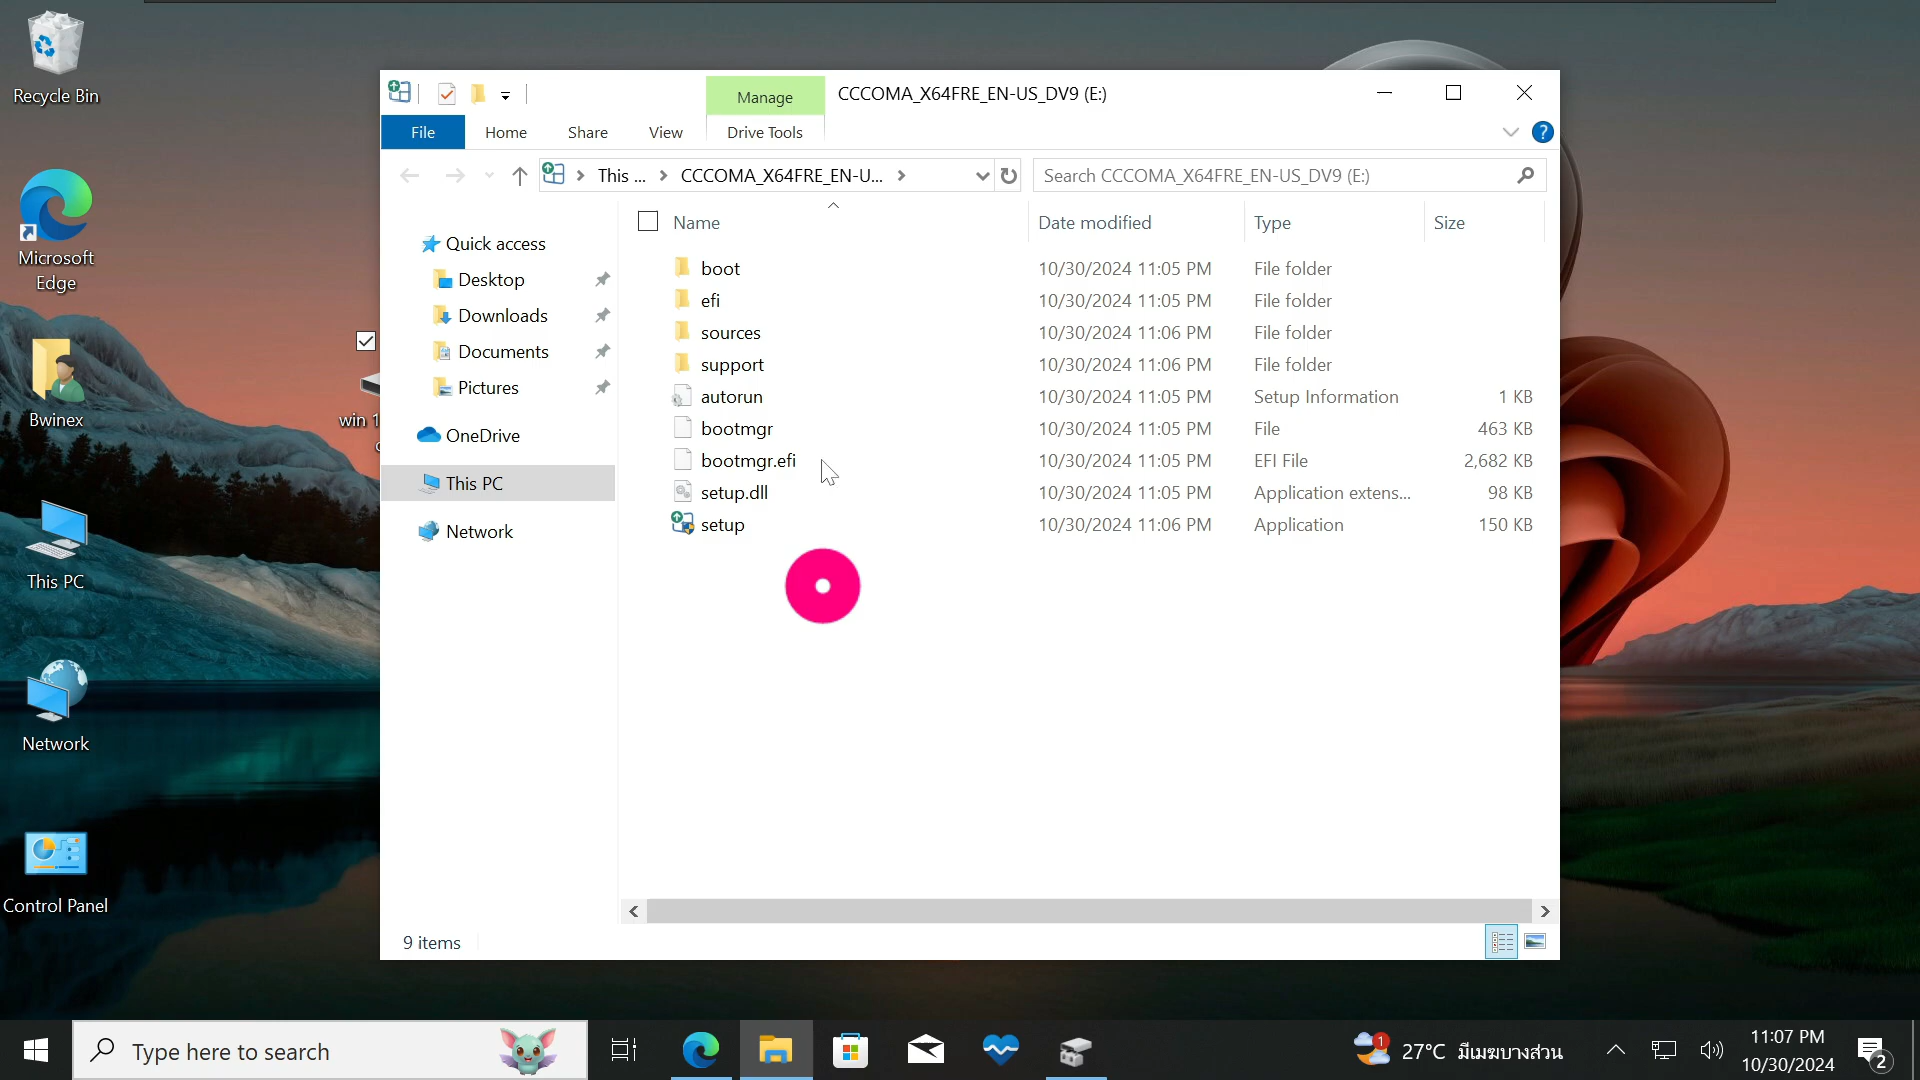 Recycle Bin
Microsoft
Edge
Bwinex
This PC
Network
Control Panel
win 1
Manage
CCCOMA_X64FRE_EN-US_DV9 (E:)
File
Home
Share
View
Drive Tools
?
This ...
CCCOMA_X64FRE_EN-U...
Search CCCOMA_X64FRE_EN-US_DV9 (E:)
Quick access
Desktop
Downloads
Documents
Pictures
OneDrive
This PC
Network
Name Date modified Type Size
boot 10/30/2024 11:05 PM File folder
efi 10/30/2024 11:05 PM File folder
sources 10/30/2024 11:06 PM File folder
support 10/30/2024 11:06 PM File folder
autorun 10/30/2024 11:05 PM Setup Information 1 KB
bootmgr 10/30/2024 11:05 PM File 463 KB
bootmgr.efi 10/30/2024 11:05 PM EFI File 2,682 KB
setup.dll 10/30/2024 11:05 PM Application extens... 98 KB
setup 10/30/2024 11:06 PM Application 150 KB
9 items
Type here to search
1
27°C มีเมฆบางส่วน
11:07 PM
10/30/2024
2